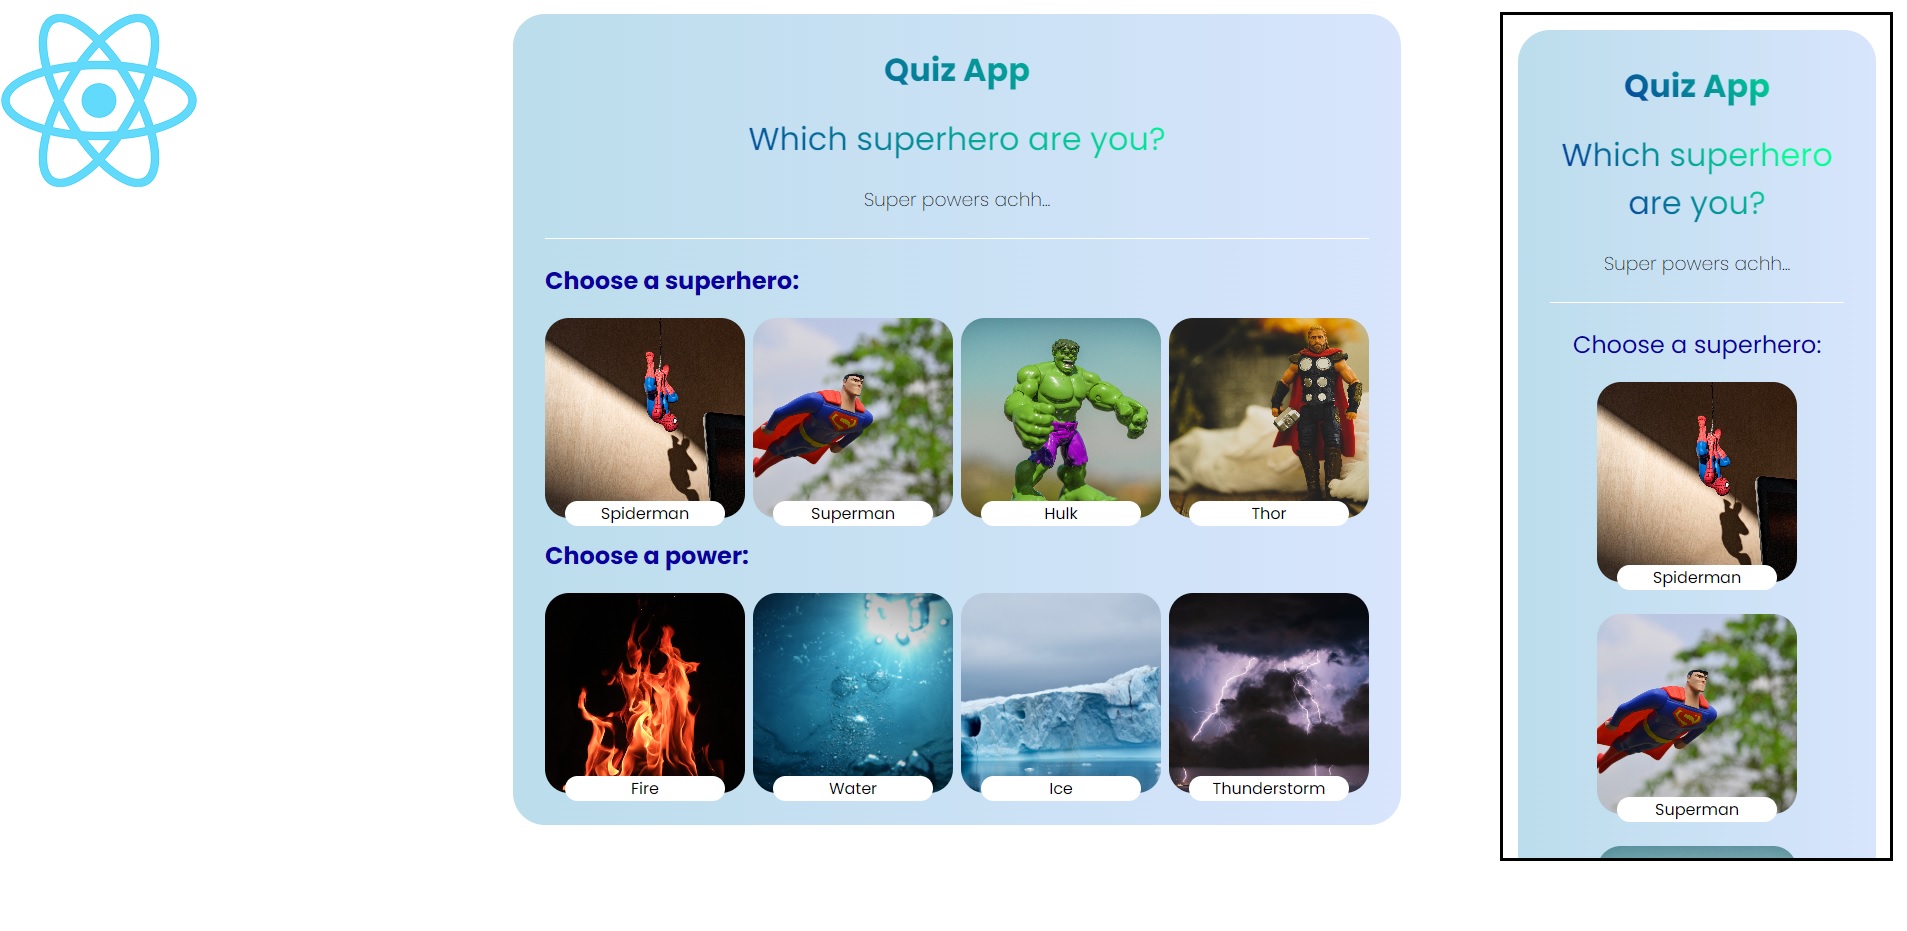 Quiz App
Which superhero are you?
Super powers achh...
Choose a superhero:
Spiderman
Superman
Hulk
Thor
Choose a power:
Fire
Water
Ice
Thunderstorm
Quiz App
Which superhero
are you?
Super powers achh...
Choose a superhero:
Spiderman
Superman